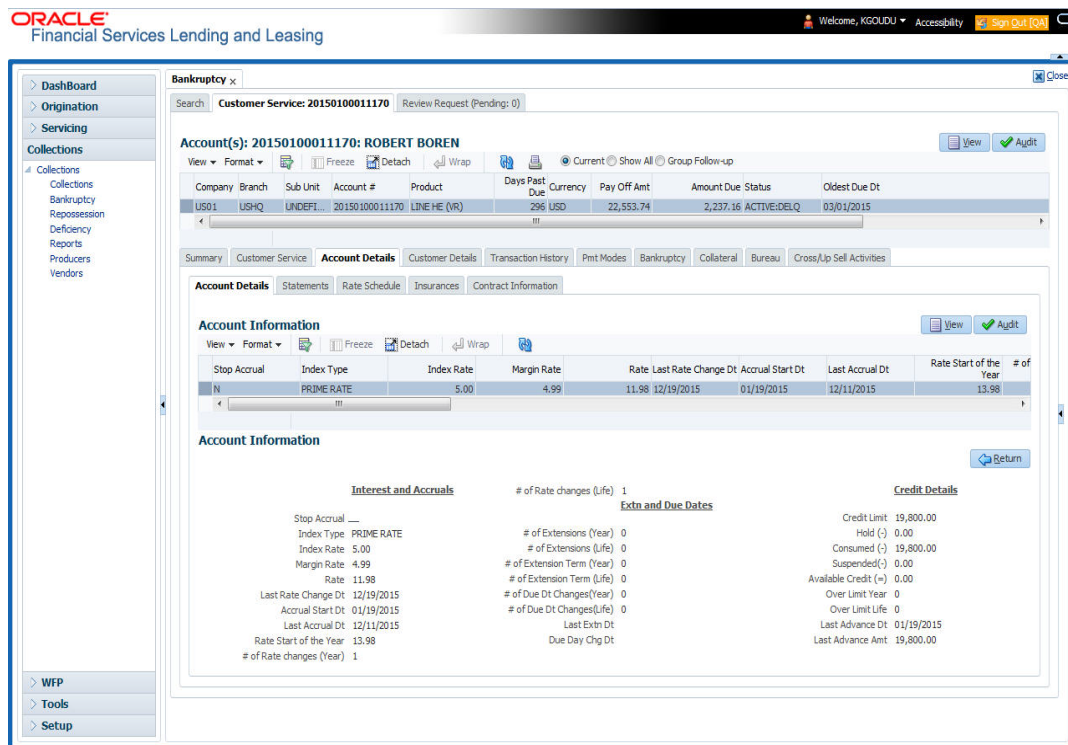 ORACLE
Financial Services Lending and Leasing
Welcome, KGOUDU Accessibility Sign Out [QA]
DashBoard
Origination
Servicing
Collections
Collections
Collections
Bankruptcy
Repossession
Deficiency
Reports
Producers
Vendors
WFP
Tools
Setup
Bankruptcy x
Close
Search Customer Service: 20150100011170 Review Request (Pending: 0)
Account(s): 20150100011170: ROBERT BOREN
View Audit
View Format Freeze Detach Wrap Current Show All Group Follow-up
Company Branch Sub Unit Account # Product Days Past Due Currency Pay Off Amt Amount Due Status Oldest Due Dt
US01 USHQ UNDEFI... 20150100011170 LINE HE (VR) 296 USD 22,553.74 2,237.16 ACTIVE:DELQ 03/01/2015
Summary Customer Service Account Details Customer Details Transaction History Pmt Modes Bankruptcy Collateral Bureau Cross/Up Sell Activities
Account Details Statements Rate Schedule Insurances Contract Information
Account Information
View Audit
View Format Freeze Detach Wrap
Stop Accrual Index Type Index Rate Margin Rate Rate Last Rate Change Dt Accrual Start Dt Last Accrual Dt Rate Start of the Year # of
N PRIME RATE 5.00 4.99 11.98 12/19/2015 01/19/2015 12/11/2015 13.98
Account Information
Return
Interest and Accruals
Stop Accrual
Index Type PRIME RATE
Index Rate 5.00
Margin Rate 4.99
Rate 11.98
Last Rate Change Dt 12/19/2015
Accrual Start Dt 01/19/2015
Last Accrual Dt 12/11/2015
Rate Start of the Year 13.98
# of Rate changes (Year) 1
# of Rate changes (Life) 1
Extn and Due Dates
# of Extensions (Year) 0
# of Extensions (Life) 0
# of Extension Term (Year) 0
# of Extension Term (Life) 0
# of Due Dt Changes(Year) 0
# of Due Dt Changes(Life) 0
Last Extn Dt
Due Day Chg Dt
Credit Details
Credit Limit 19,800.00
Hold (-) 0.00
Consumed (-) 19,800.00
Suspended(-) 0.00
Available Credit (=) 0.00
Over Limit Year 0
Over Limit Life 0
Last Advance Dt 01/19/2015
Last Advance Amt 19,800.00